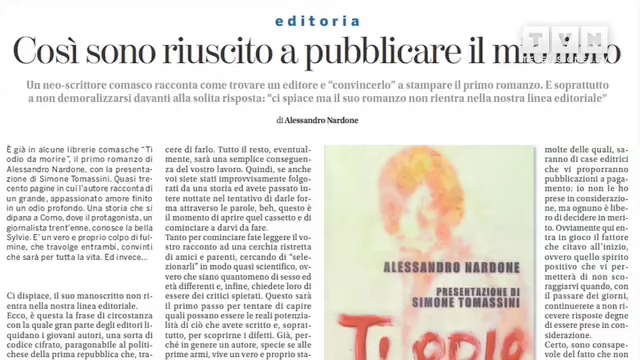 editoria
Così sono riuscito a pubblicare il mio
Un neo-scrittore comasco racconta come trovare un editore e “convincerlo” a stampare il primo romanzo. E soprattutto
a non demoralizzarsi davanti alla solita risposta: “ci spiace ma il suo romanzo non rientra nella nostra linea editoriale”
di Alessandro Nardone
È già in alcune librerie comasche “Ti
odio da morire”, il primo romanzo di
Alessandro Nardone, con la presenta-
zione di Simone Tomassini. Quasi tre-
cento pagine in cui l’autore racconta di
un grande, appassionato amore finito
in un odio profondo. Una storia che si
dipana a Como, dove il protagonista, un
giornalista trent’enne, conosce la bella
Sylvie. E’ un vero e proprio colpo di ful-
mine, che travolge entrambi, convinti
che sarà per tutta la vita. Ed invece...
Ci dispiace, il suo manoscritto non ri-
entra nella nostra linea editoriale.
Ecco, è questa la frase di circostanza
con la quale gran parte degli editori li-
quidano i giovani autori, una sorta di
codice cifrato, paragonabile al politi-
chese della prima repubblica che, tra-
cere di farlo. Tutto il resto, eventual-
mente, sarà una semplice conseguen-
za del vostro lavoro. Quindi, se anche
voi siete stati improvvisamente folgo-
rati da una storia ed avete passato in-
tere nottate nel tentativo di darle for-
ma attraverso le parole, beh, questo è
il momento di aprir quel cassetto e di
cominciare a darvi da fare.
Tanto per cominciare fate leggere il vo-
stro racconto ad una cerchia ristretta
di amici e parenti, cercando di “sele-
zionarli” in modo quasi scientifico, ov-
vero che siano quantomeno di sesso ed
età differenti e, infine, chiedete loro di
essere dei critici spietati. Questo sarà il
primo passo per tentare di capire
quali possano essere le reali potenzia-
lità di ciò che avete scritto e, soprat-
tutto, per scoprirne i difetti. Già, per-
ché in genere un autore, specie se alle
prime armi, vive un vero e proprio sta-
ALESSANDRO NARDONE
PRESENTAZIONE DI
SIMONE TOMASSINI
TI ODIO
molte delle quali, sa-
ranno di case editrici
che vi proporranno
pubblicazioni a paga-
mento: io non le ho
prese in considerazio-
ne, ma ognuno è libe-
ro di decidere in meri-
to. Ovviamente qui en-
tra in gioco il fattore
che citavo all’inizio,
ovvero quello spirito
positivo che vi per-
metterà di non sco-
raggiarvi quando, con
il passare dei giorni,
continuerete a non ri-
cevere risposte degne
di essere prese in con-
siderazione.
Certo, sono consape-
vole del fatto che non
TVN